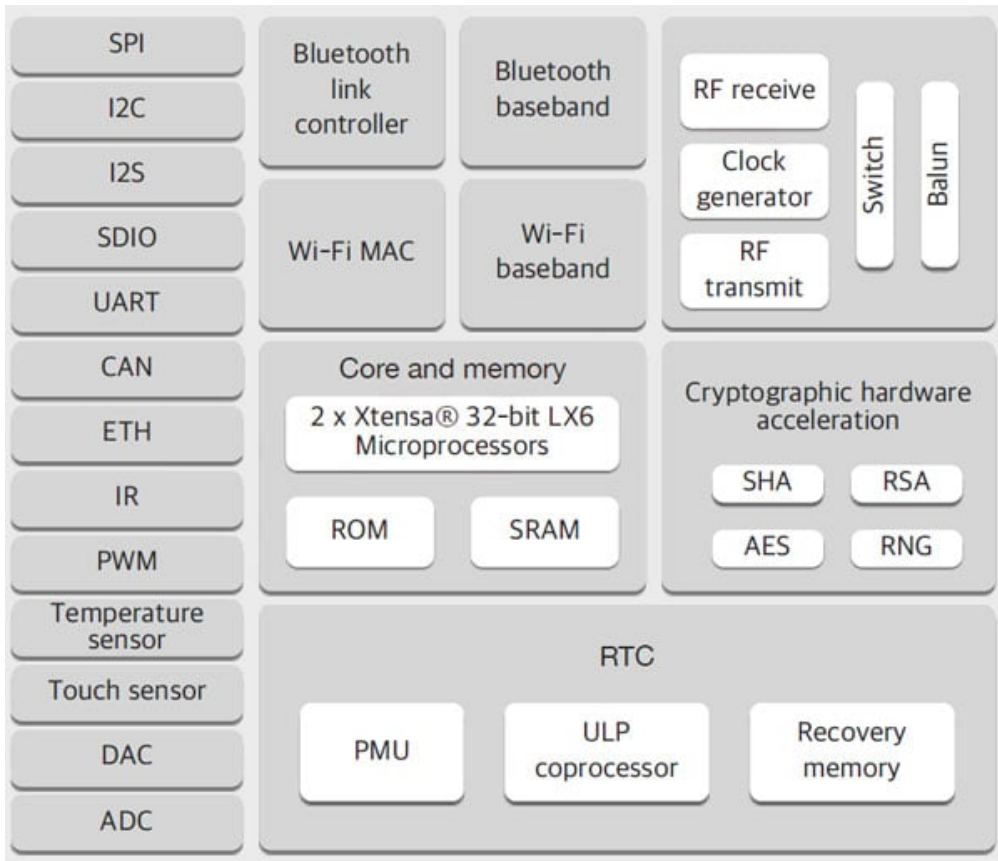 SPI
I2C
I2S
SDIO
UART
CAN
ETH
IR
PWM
Temperature
sensor
Touch sensor
DAC
ADC
Bluetooth
link
controller
Bluetooth
baseband
Wi-Fi MAC
Wi-Fi
baseband
RF receive
Clock
generator
RF
transmit
Switch
Balun
Core and memory
2 x Xtensa® 32-bit LX6
Microprocessors
ROM
SRAM
Cryptographic hardware
acceleration
SHA
RSA
AES
RNG
RTC
PMU
ULP
coprocessor
Recovery
memory